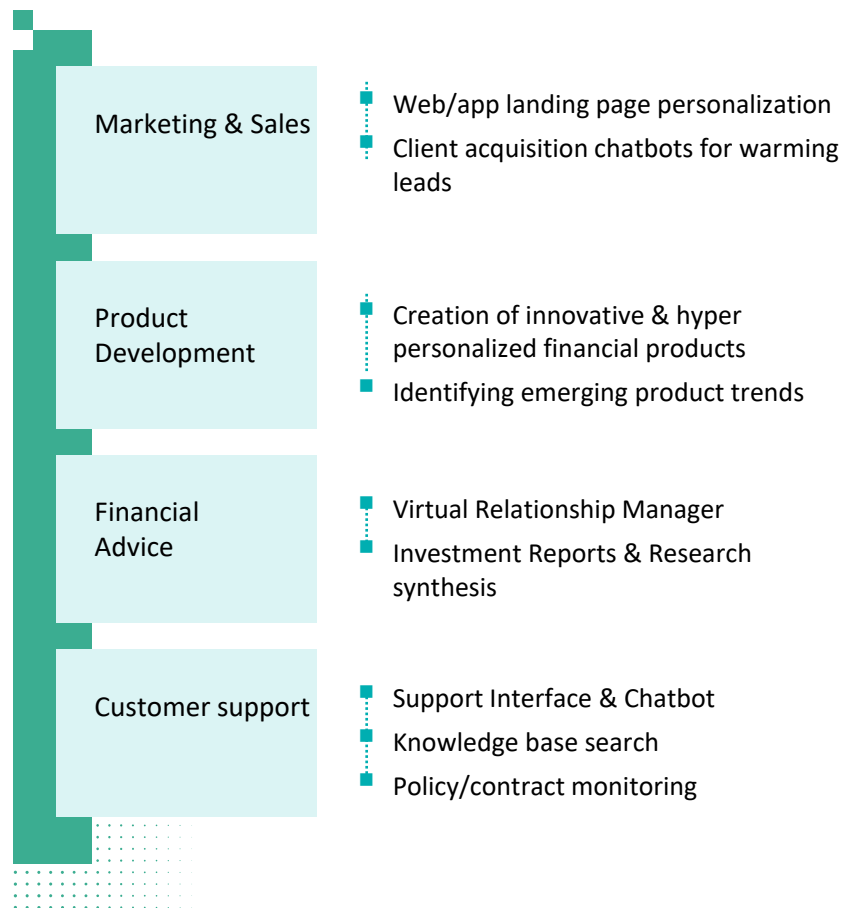 Marketing & Sales
Web/app landing page personalization
Client acquisition chatbots for warming
leads
Product
Development
Creation of innovative & hyper
personalized financial products
Identifying emerging product trends
Financial
Advice
Virtual Relationship Manager
Investment Reports & Research
synthesis
Customer support
Support Interface & Chatbot
Knowledge base search
Policy/contract monitoring